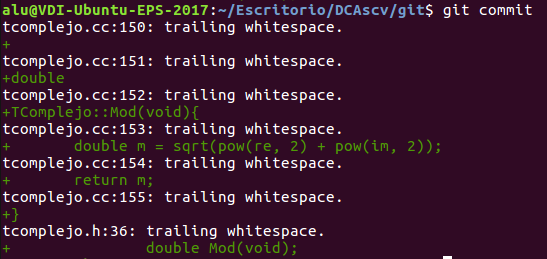 alu@VDI-Ubuntu-EPS-2017:~/Escritorio/DCAscv/git$ git commit
tcomplejo.cc:150: trailing whitespace.
+
tcomplejo.cc:151: trailing whitespace.
+double
tcomplejo.cc:152: trailing whitespace.
+TComplejo::Mod(void){
tcomplejo.cc:153: trailing whitespace.
+       double m = sqrt(pow(re, 2) + pow(im, 2));
tcomplejo.cc:154: trailing whitespace.
+       return m;
tcomplejo.cc:155: trailing whitespace.
+}
tcomplejo.h:36: trailing whitespace.
+               double Mod(void);